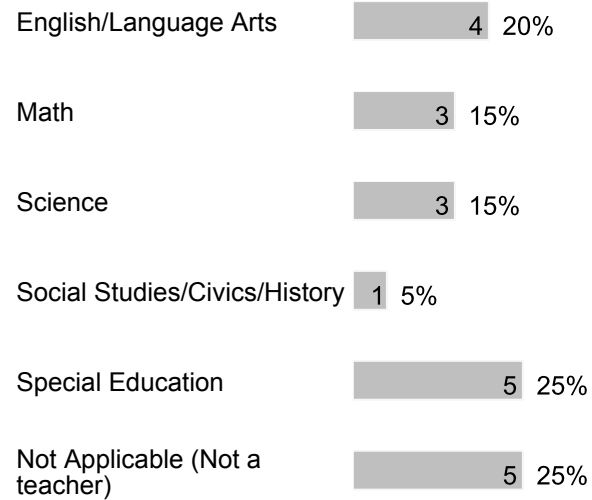 English/Language Arts 4 20%
Math 3 15%
Science 3 15%
Social Studies/Civics/History 1 5%
Special Education 5 25%
Not Applicable (Not a
teacher) 5 25%